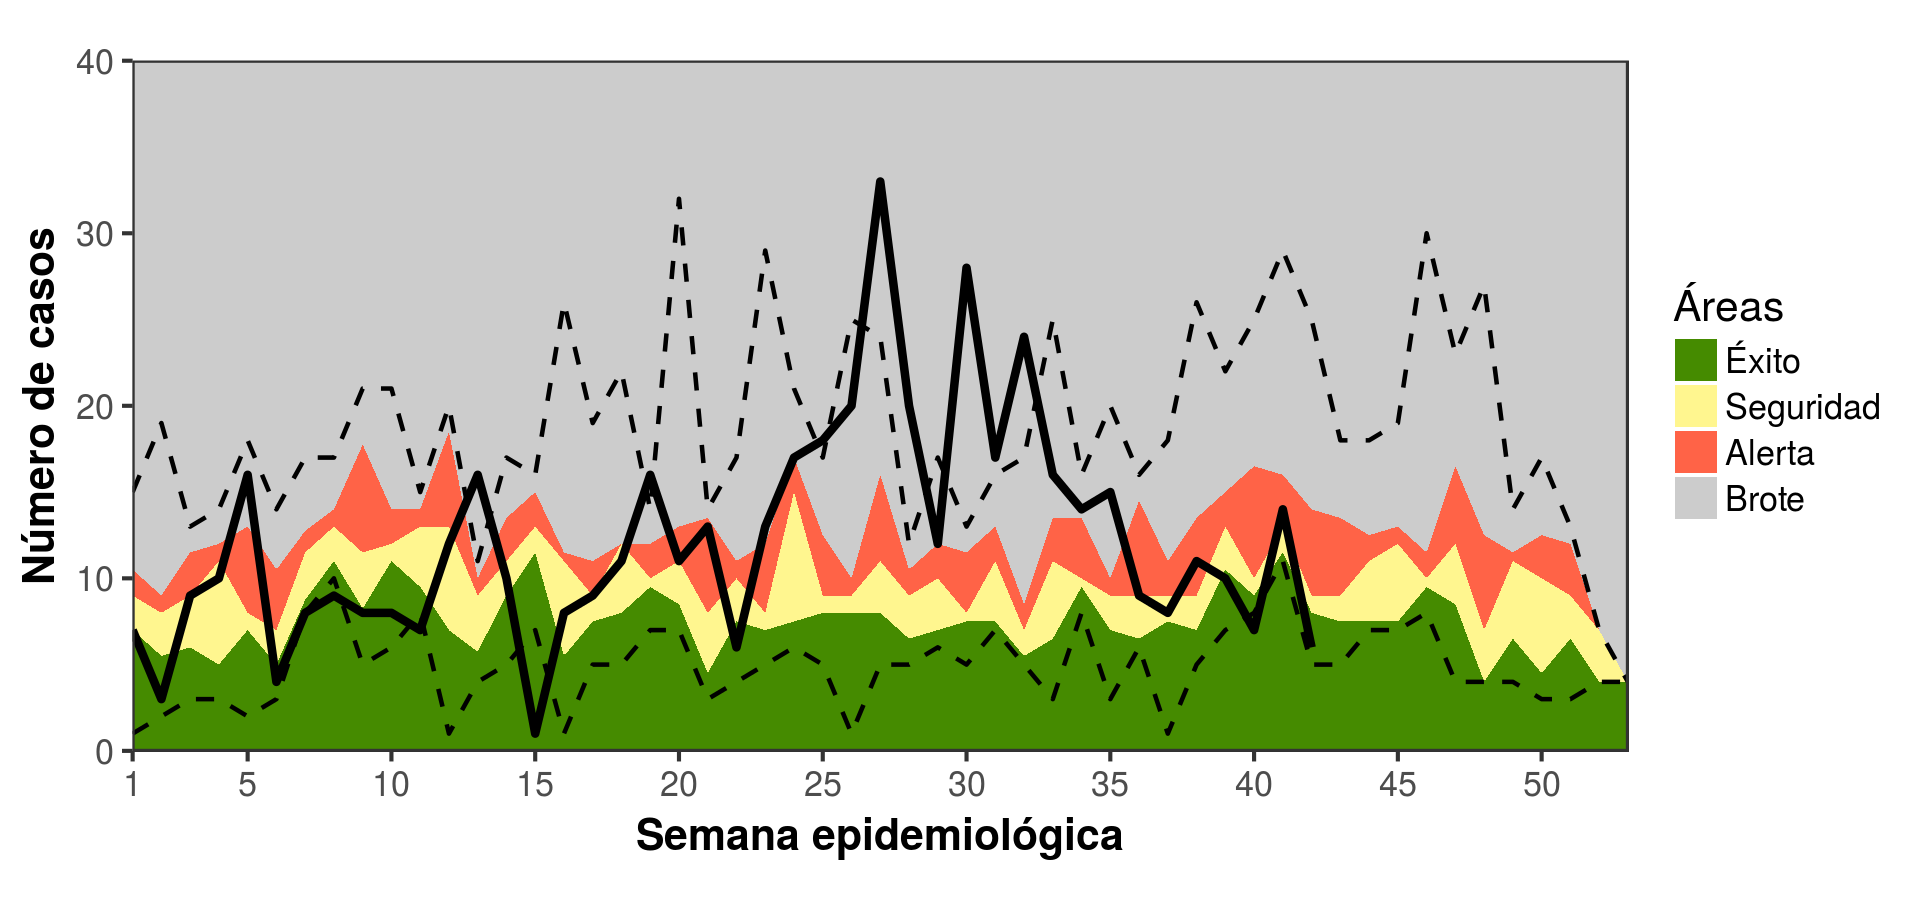 40
30
20
10
0
Número de casos
1 5 10 15 20 25 30 35 40 45 50
Semana epidemiológica
Áreas
Éxito
Seguridad
Alerta
Brote